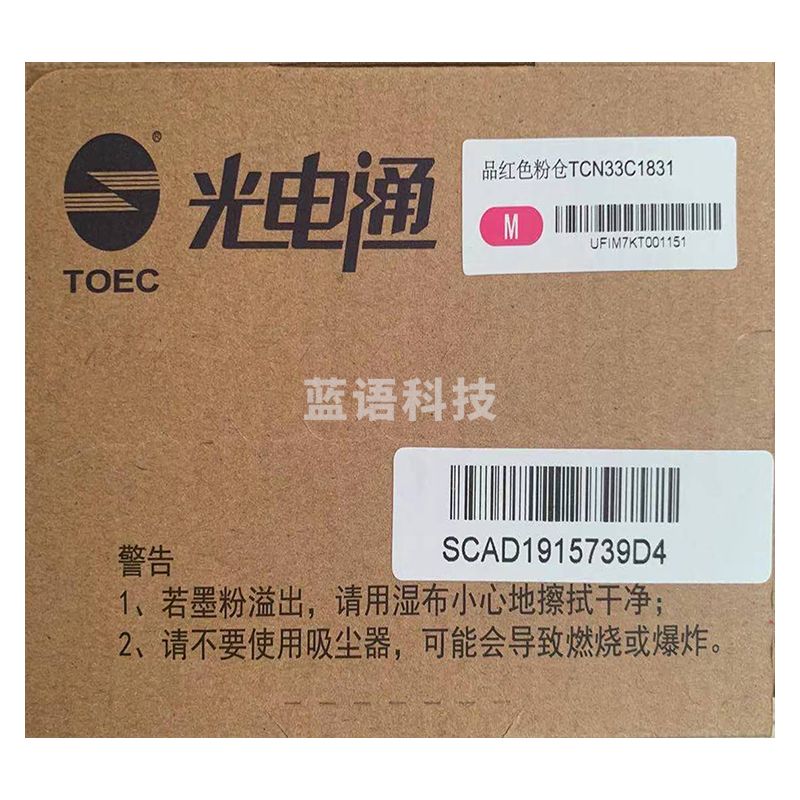 ®
光电通
TOEC
品红色粉仓TCN33C1831
M
UFIM7KT001151
蓝语科技
SCAD1915739D4
警告
1、若墨粉溢出，请用湿布小心地擦拭干净；
2、请不要使用吸尘器，可能会导致燃烧或爆炸。